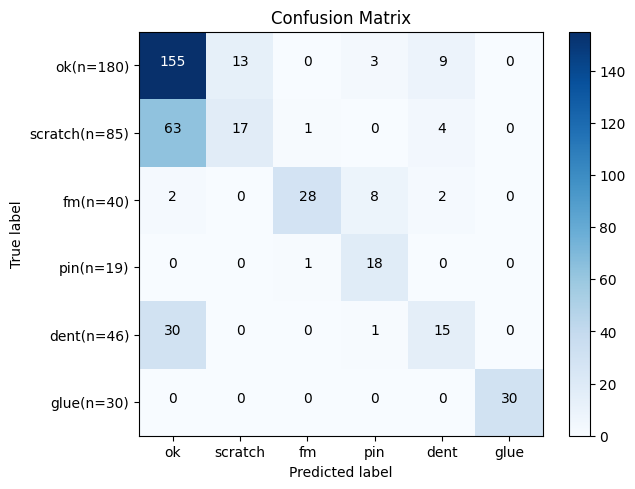 Confusion Matrix
True label
ok(n=180) 155 13 0 3 9 0
scratch(n=85) 63 17 1 0 4 0
fm(n=40) 2 0 28 8 2 0
pin(n=19) 0 0 1 18 0 0
dent(n=46) 30 0 0 1 15 0
glue(n=30) 0 0 0 0 0 30
ok scratch fm pin dent glue
Predicted label
140
120
100
80
60
40
20
0